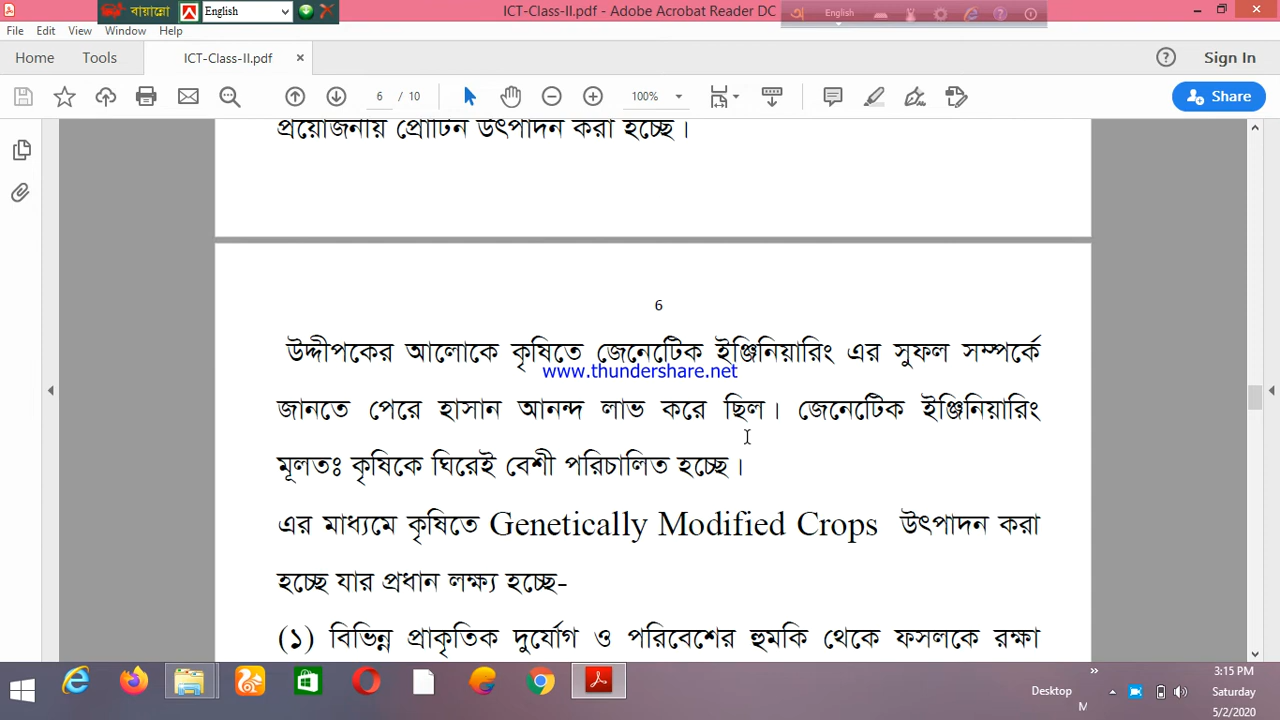 বায়ান্নো
English
ICT-Class-II.pdf - Adobe Acrobat Reader DC
অ English
File Edit View Window Help
Home Tools ICT-Class-II.pdf × Sign In
6 / 10 100% Share
প্রয়োজনীয় প্রোটিন উৎপাদন করা হচ্ছে।
6
উদ্দীপকের আলোকে কৃষিতে জেনেটিক ইঞ্জিনিয়ারিং এর সুফল সম্পর্কে
www.thundershare.net
জানতে পেরে হাসান আনন্দ লাভ করে ছিল। জেনেটিক ইঞ্জিনিয়ারিং
মূলতঃ কৃষিকে ঘিরেই বেশী পরিচালিত হচ্ছে।
এর মাধ্যমে কৃষিতে Genetically Modified Crops উৎপাদন করা
হচ্ছে যার প্রধান লক্ষ্য হচ্ছে-
(১) বিভিন্ন প্রাকৃতিক দুর্যোগ ও পরিবেশের হুমকি থেকে ফসলকে রক্ষা
3:15 PM
Desktop
Saturday
M
5/2/2020